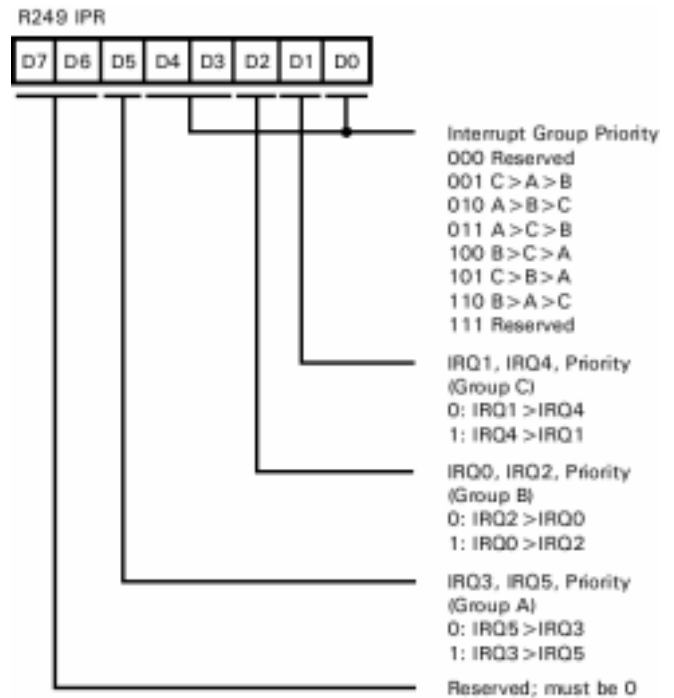 R249 IPR
D7 D6 D5 D4 D3 D2 D1 D0
Interrupt Group Priority
000 Reserved
001 C>A>B
010 A>B>C
011 A>C>B
100 B>C>A
101 C>B>A
110 B>A>C
111 Reserved
IRQ1, IRQ4, Priority
(Group C)
0: IRQ1>IRQ4
1: IRQ4>IRQ1
IRQ0, IRQ2, Priority
(Group B)
0: IRQ2>IRQ0
1: IRQ0>IRQ2
IRQ3, IRQ5, Priority
(Group A)
0: IRQ5>IRQ3
1: IRQ3>IRQ5
Reserved; must be 0